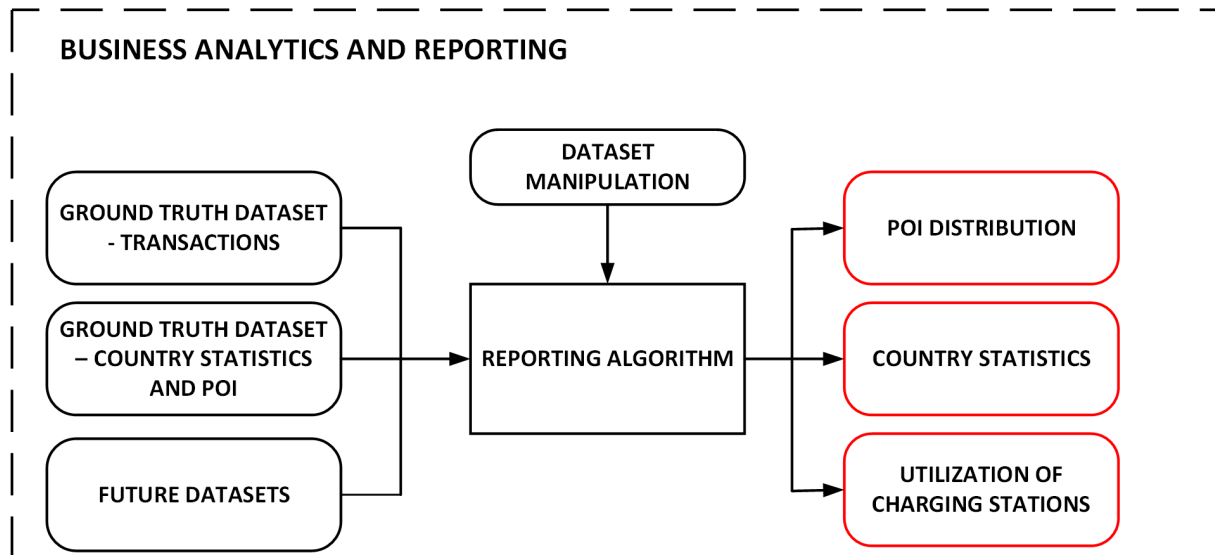 BUSINESS ANALYTICS AND REPORTING
DATASET
MANIPULATION
GROUND TRUTH DATASET
- TRANSACTIONS
GROUND TRUTH DATASET
– COUNTRY STATISTICS
AND POI
FUTURE DATASETS
REPORTING ALGORITHM
POI DISTRIBUTION
COUNTRY STATISTICS
UTILIZATION OF
CHARGING STATIONS